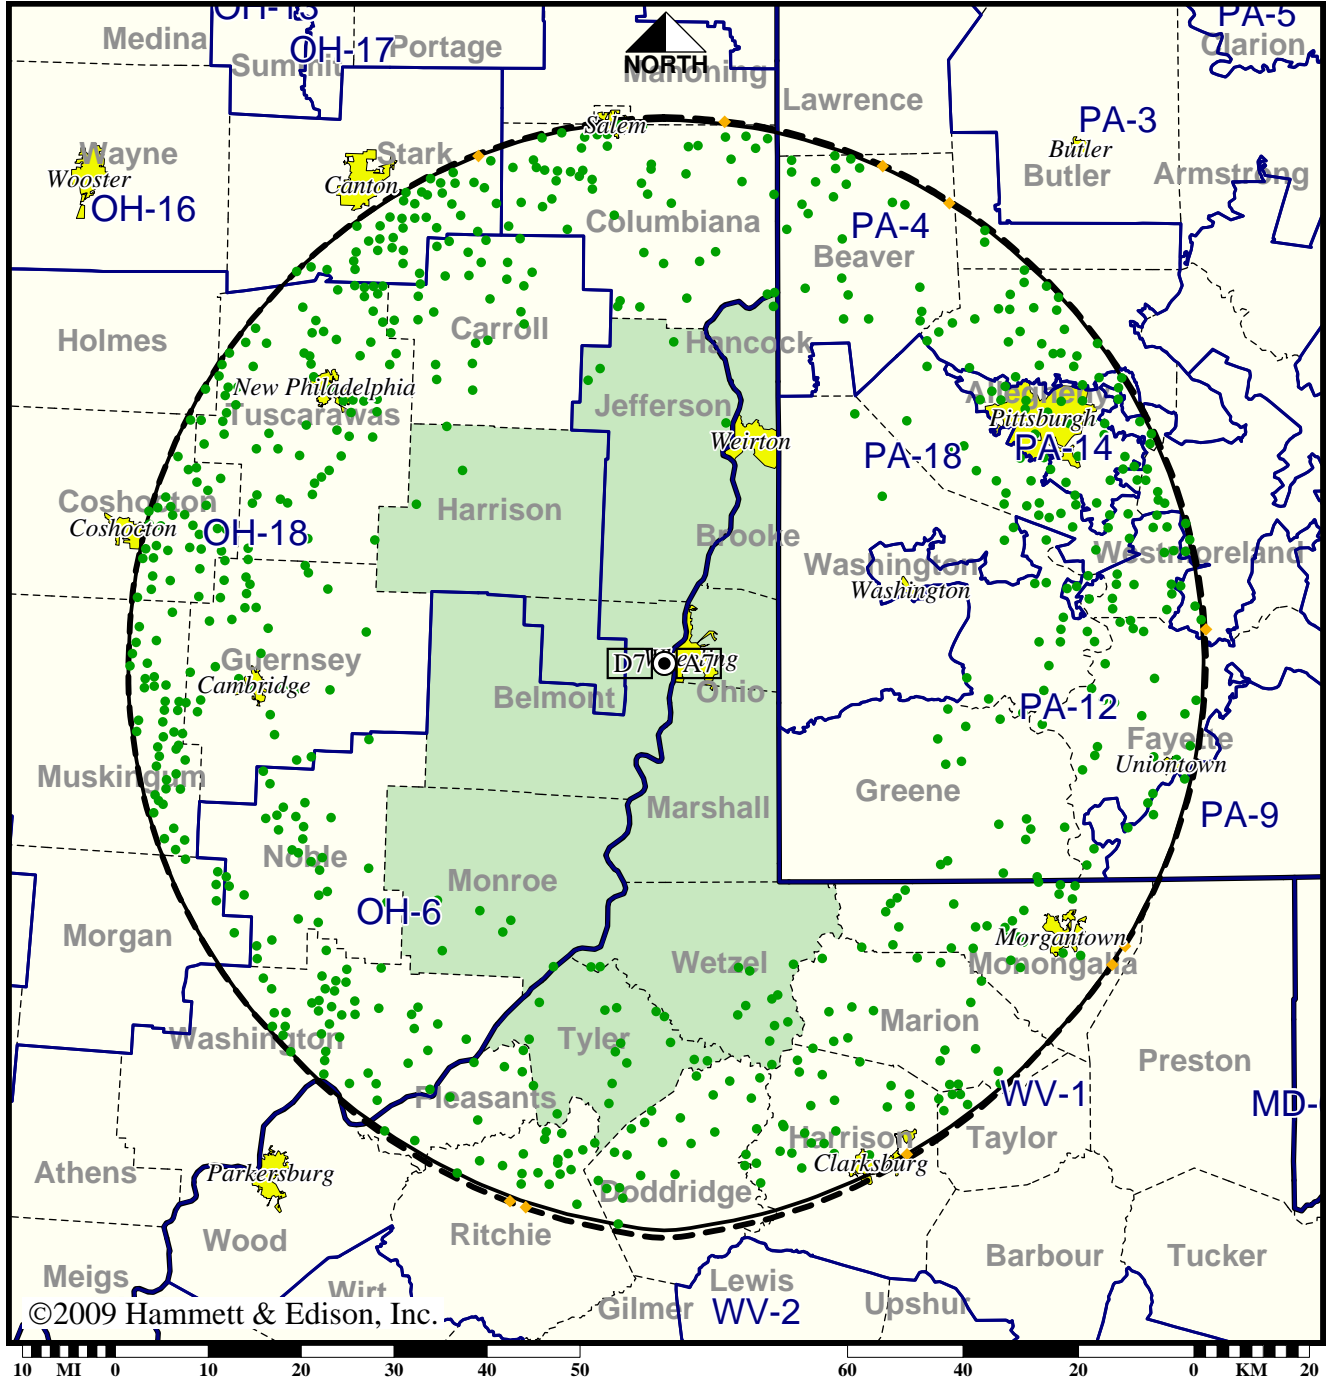 OH-13
PA-5
Medina
OH-17
Portage
Clarion
Summit
NORTH
Mahoning
Lawrence
PA-3
Salem
Butler
Wayne
Stark
Wooster
Canton
Butler
Armstrong
OH-16
Columbiana
PA-4
Beaver
Holmes
Carroll
Hancock
New Philadelphia
Tuscarawas
Jefferson
Allegheny
Pittsburgh
Weirton
PA-18
PA-14
Coshocton
Coshocton
OH-18
Harrison
Brooke
Washington
Westmoreland
Washington
Guernsey
D7
Wheeling
A7
Cambridge
Belmont
Ohio
PA-12
Fayette
Uniontown
Muskingum
Greene
Marshall
PA-9
Noble
Monroe
OH-6
Morgan
Wetzel
Morgantown
Monongalia
Washington
Tyler
Marion
Preston
Pleasants
WV-1
MD-
Harrison
Taylor
Clarksburg
Athens
Parkersburg
Doddridge
Wood
Ritchie
Barbour
Tucker
Meigs
Wirt
Lewis
Gilmer
WV-2
Upshur
©2009 Hammett & Edison, Inc.
10 MI 0 10 20 30 40 50 60 40 20 0 KM 20